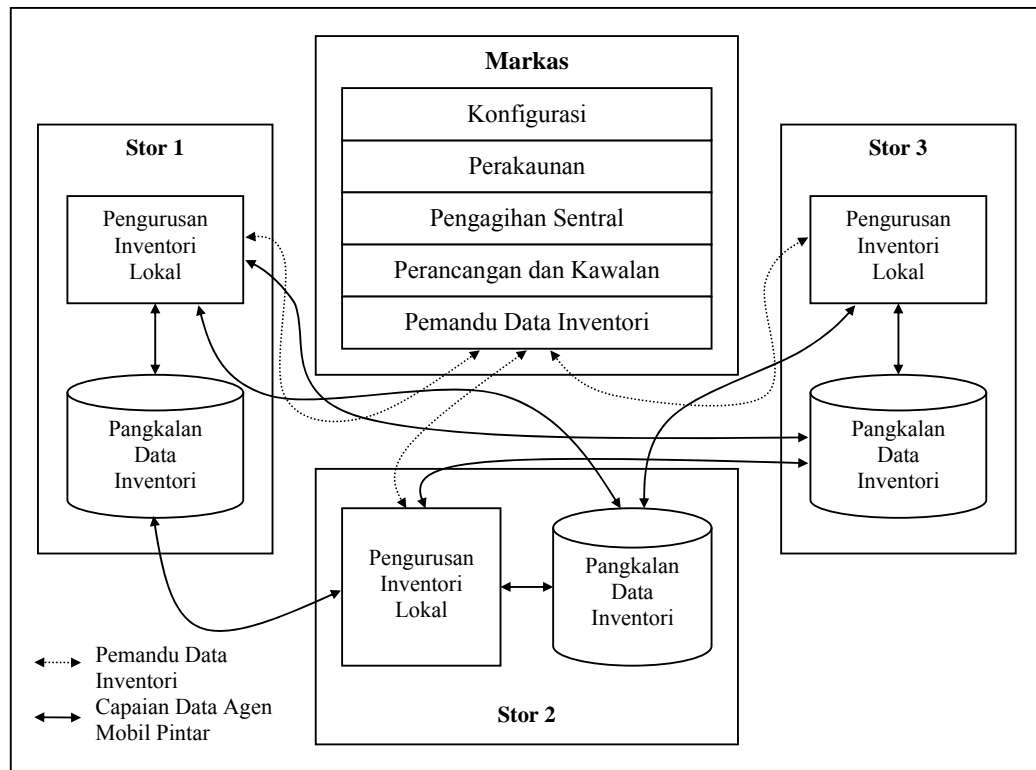 Markas
Konfigurasi
Perakaunan
Pengagihan Sentral
Perancangan dan Kawalan
Pemandu Data Inventori
Stor 1
Pengurusan
Inventori
Lokal
Pangkalan
Data
Inventori
Stor 3
Pengurusan
Inventori
Lokal
Pangkalan
Data
Inventori
Pengurusan
Inventori
Lokal
Pangkalan
Data
Inventori
Stor 2
Pemandu Data
Inventori
Capaian Data Agen
Mobil Pintar